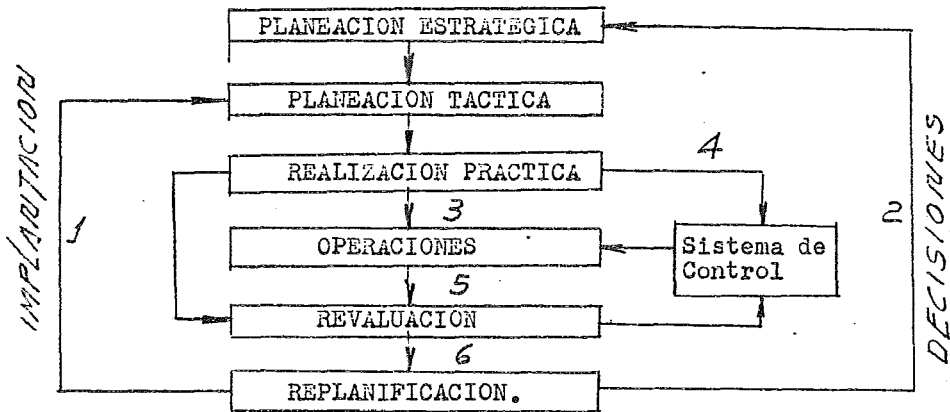 PLANEACION ESTRATEGICA
PLANEACION TACTICA
REALIZACION PRACTICA
4
3
OPERACIONES
Sistema de
Control
5
REVALUACION
6
REPLANIFICACION.
IMPLANTACION
1
2
DECISIONES